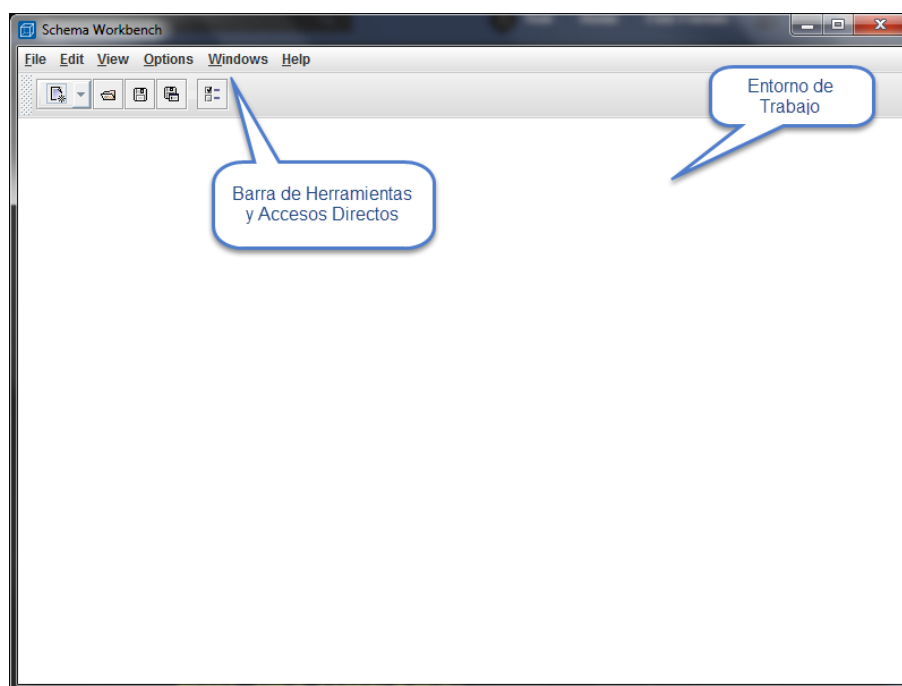 Schema Workbench
File Edit View Options Windows Help
Entorno de
Trabajo
Barra de Herramientas
y Accesos Directos